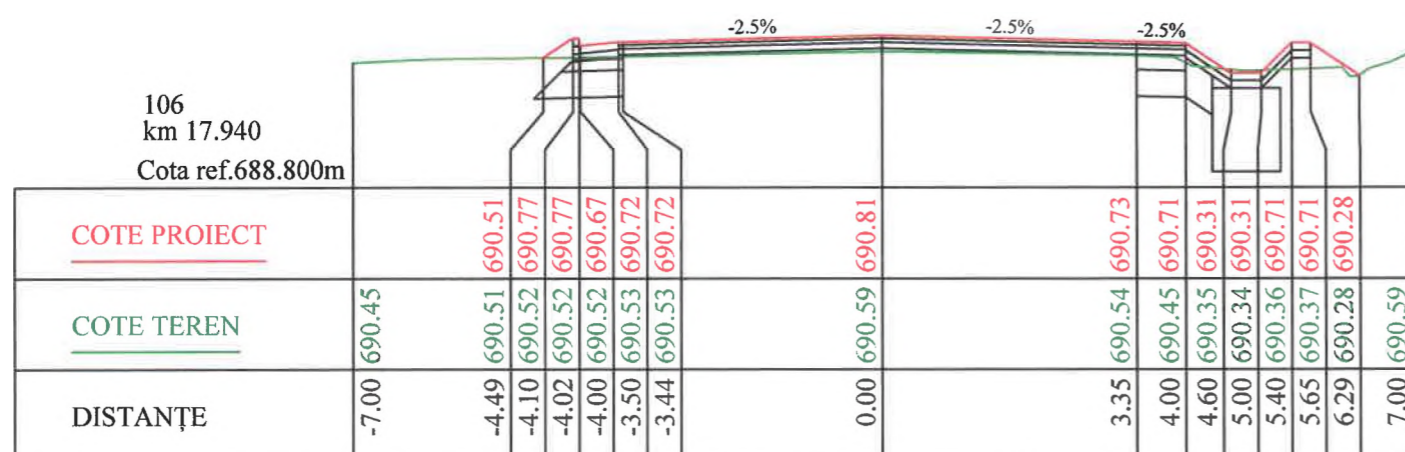 -2.5% -2.5% -2.5%
106
km 17.940
Cota ref.688.800m
COTE PROIECT 690.51 690.77 690.77 690.67 690.72 690.72 690.81 690.73 690.71 690.31 690.31 690.71 690.71 690.28
COTE TEREN 690.45 690.51 690.52 690.52 690.52 690.53 690.53 690.59 690.54 690.45 690.35 690.34 690.36 690.37 690.28 690.59
DISTANȚE -7.00 -4.49 -4.10 -4.02 -4.00 -3.50 -3.44 0.00 3.35 4.00 4.60 5.00 5.40 5.65 6.29 7.00